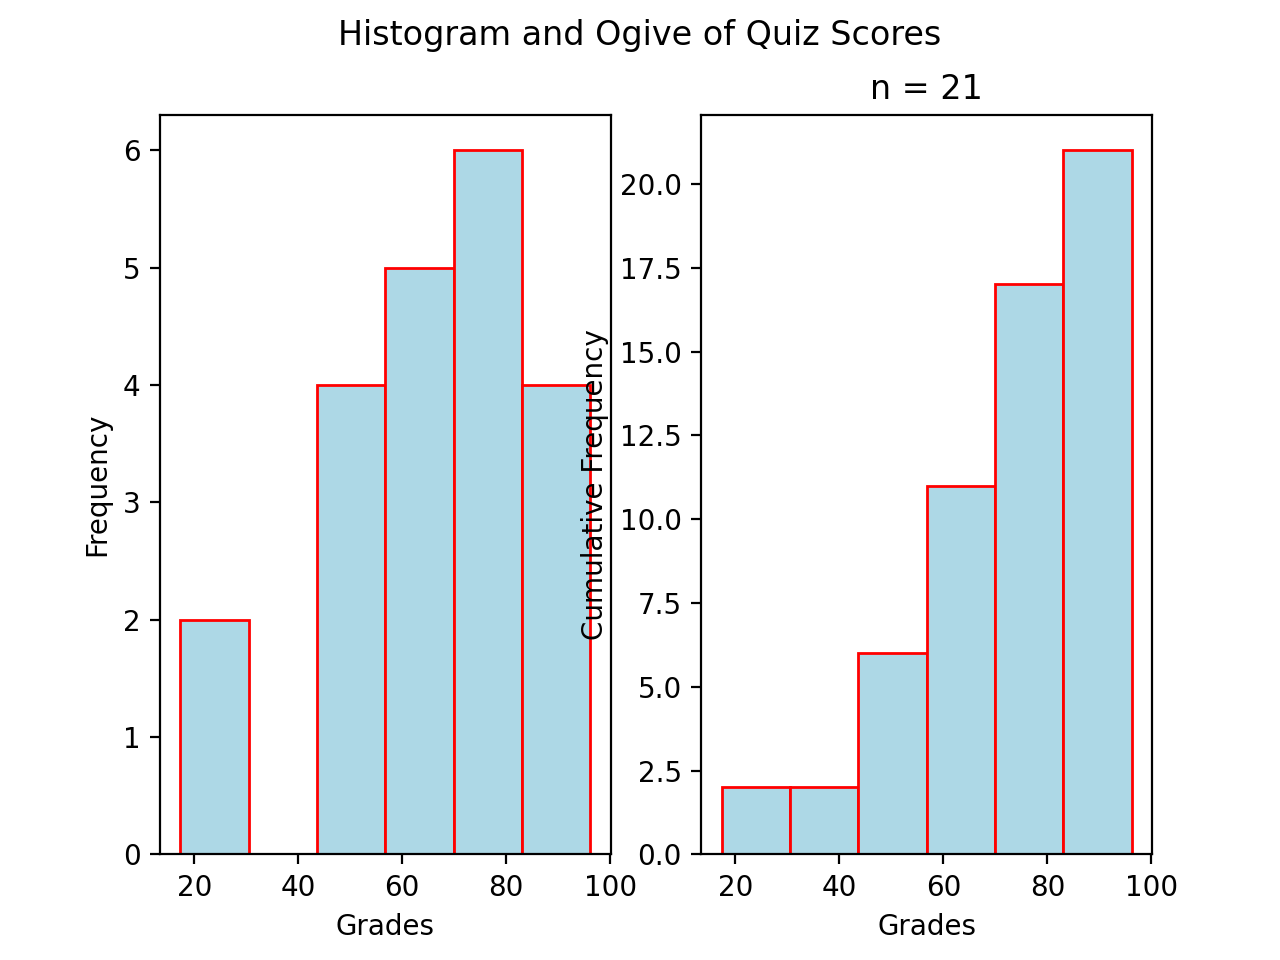 Histogram and Ogive of Quiz Scores
n = 21
6
5
4
3
2
1
0
Frequency
20 40 60 80 100
Grades
20.0
17.5
15.0
12.5
10.0
7.5
5.0
2.5
0.0
Cumulative Frequency
20 40 60 80 100
Grades